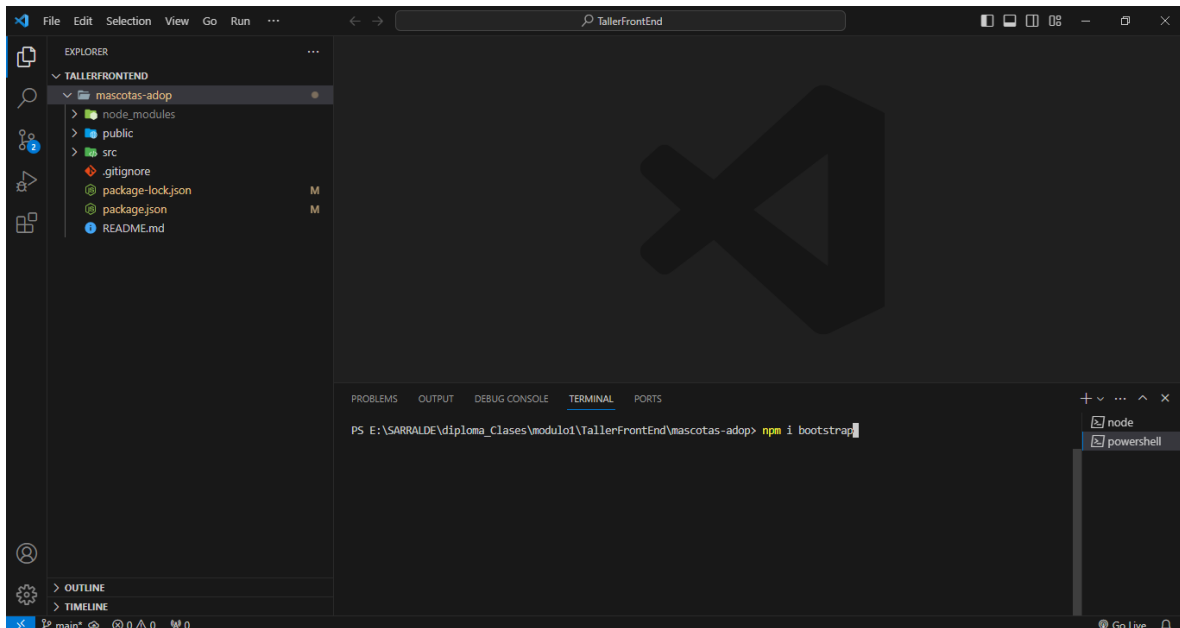 File Edit Selection View Go Run ···
TallerFrontEnd
EXPLORER ···
TALLERFRONTEND
mascotas-adop
node_modules
public
src
.gitignore
package-lock.json M
package.json M
README.md
2
PROBLEMS OUTPUT DEBUG CONSOLE TERMINAL PORTS
PS E:\SARRALDE\diploma_Clases\modulo1\TallerFrontEnd\mascotas-adop> npm i bootstrap
node
powershell
OUTLINE
TIMELINE
main* 0 0 0 Go Live